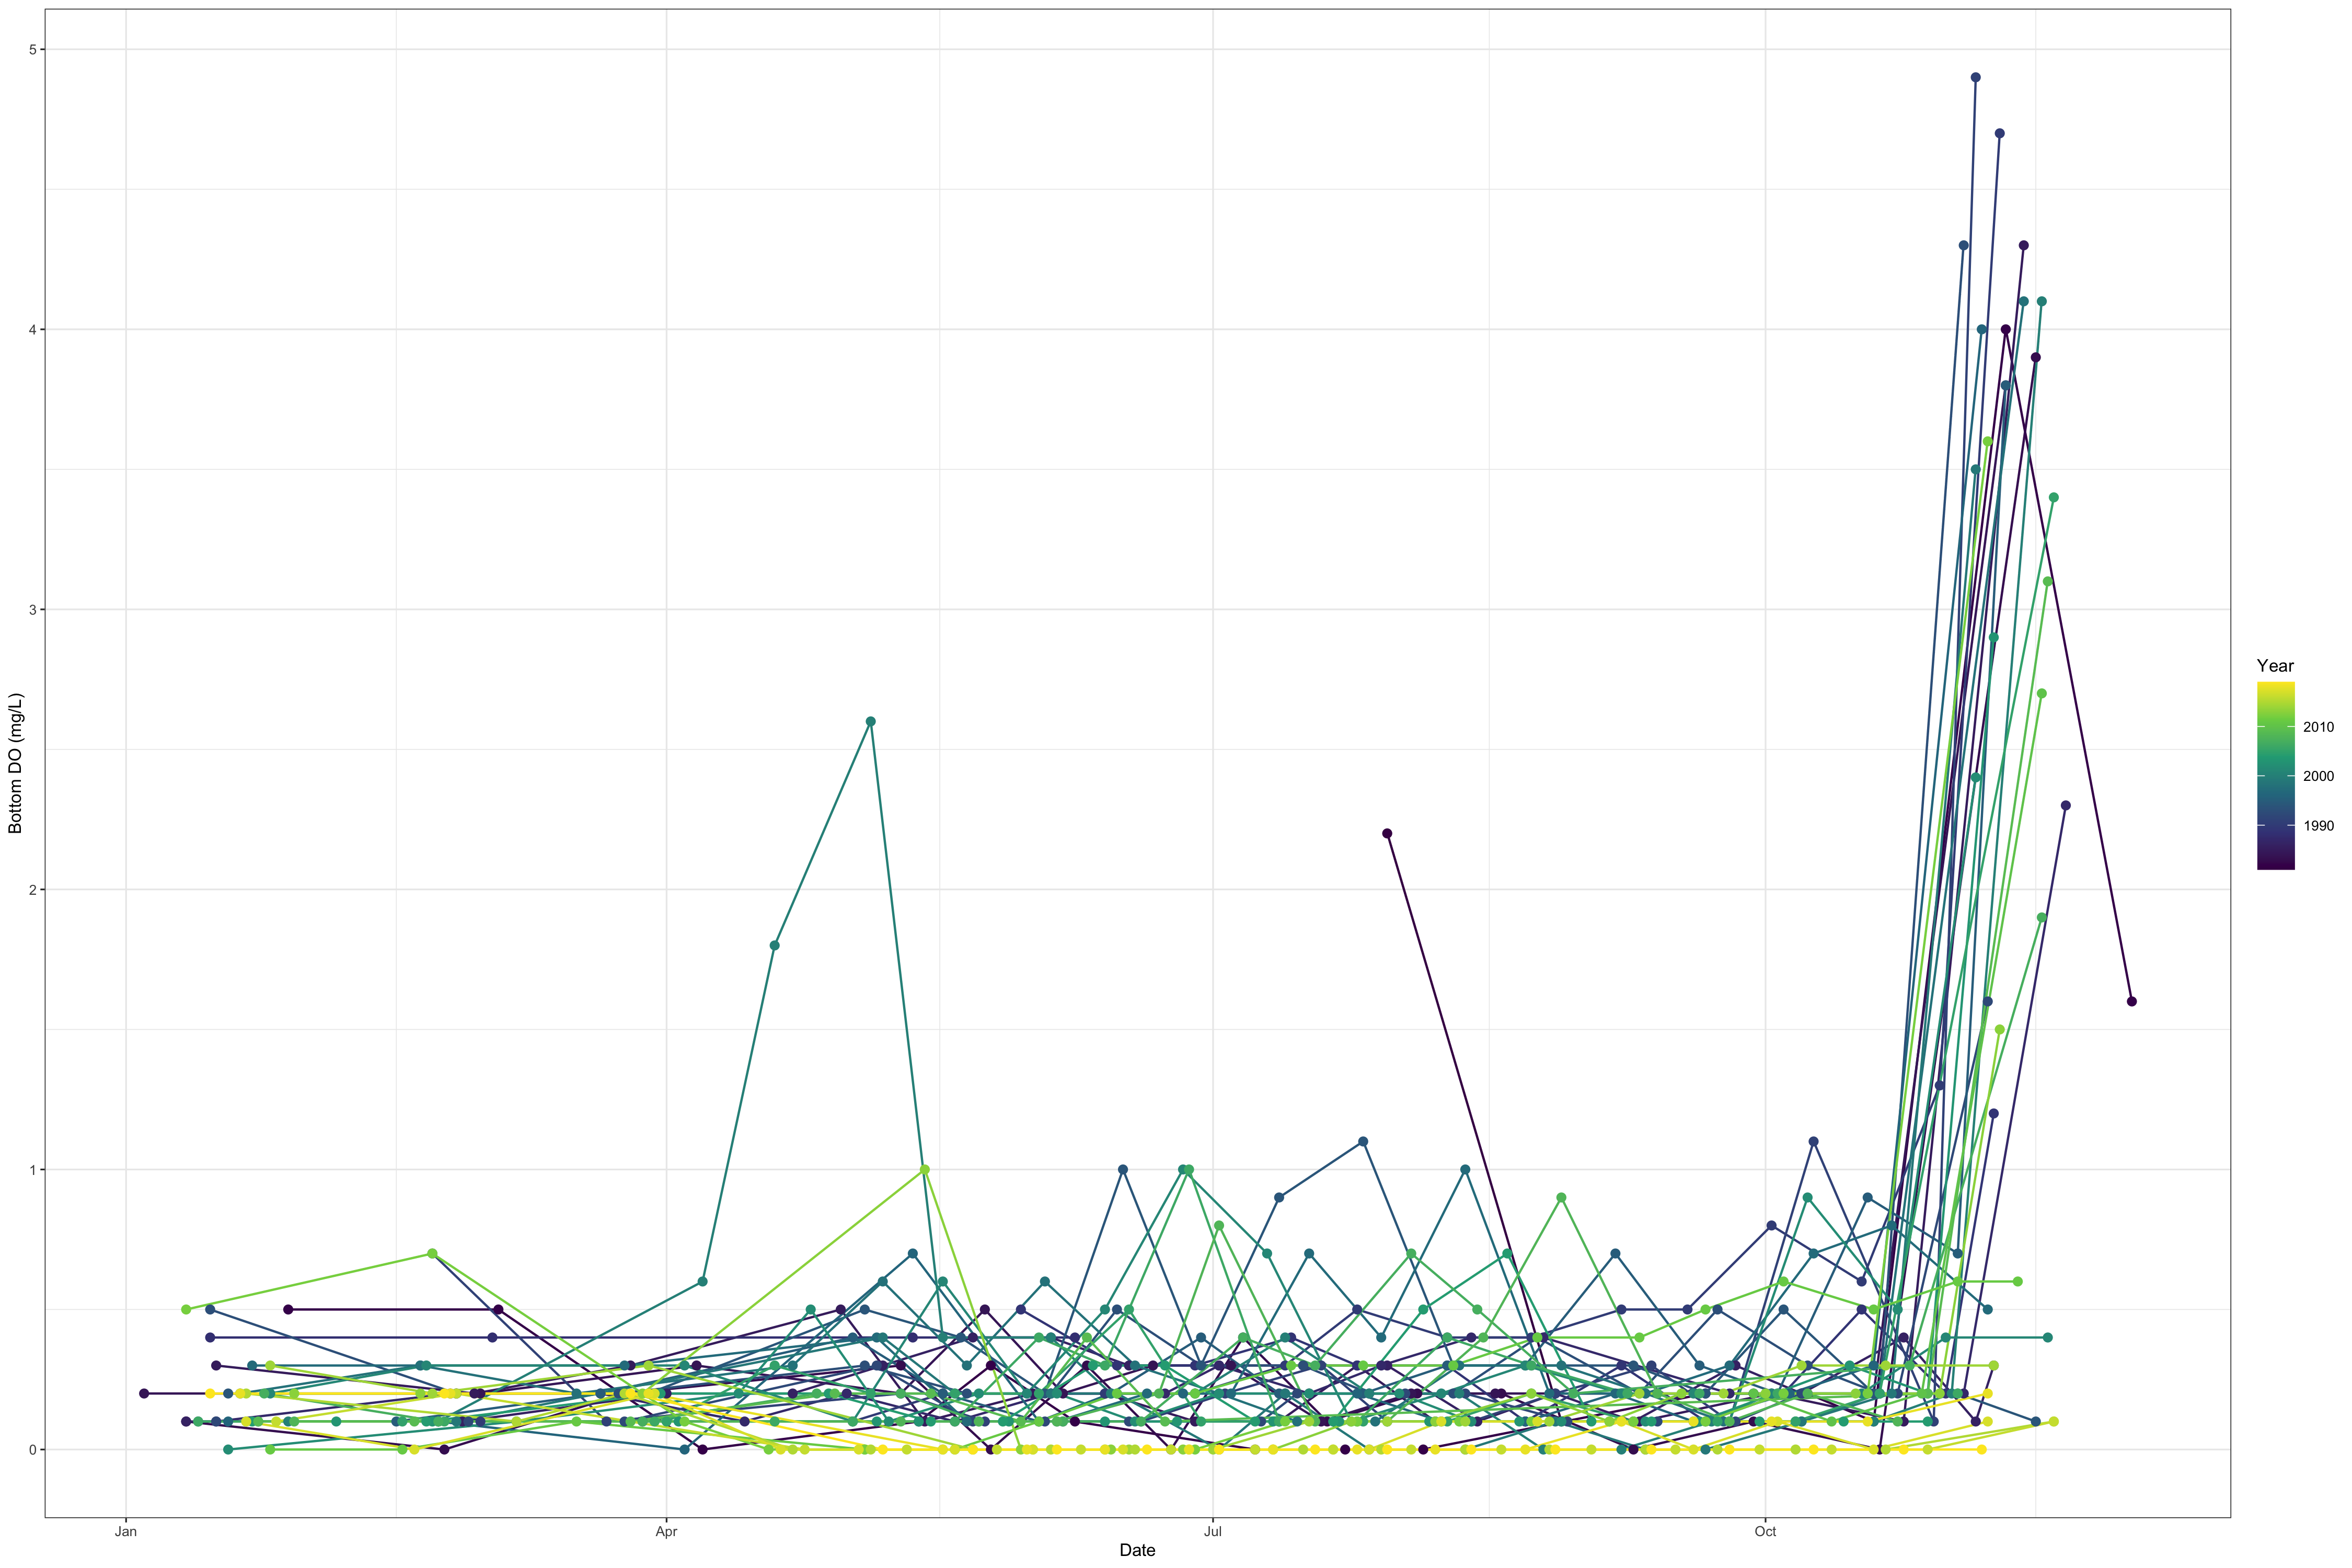 5
4
3
2
1
0
Bottom DO (mg/L)
Jan
Apr
Jul
Oct
Date
Year
2010
2000
1990